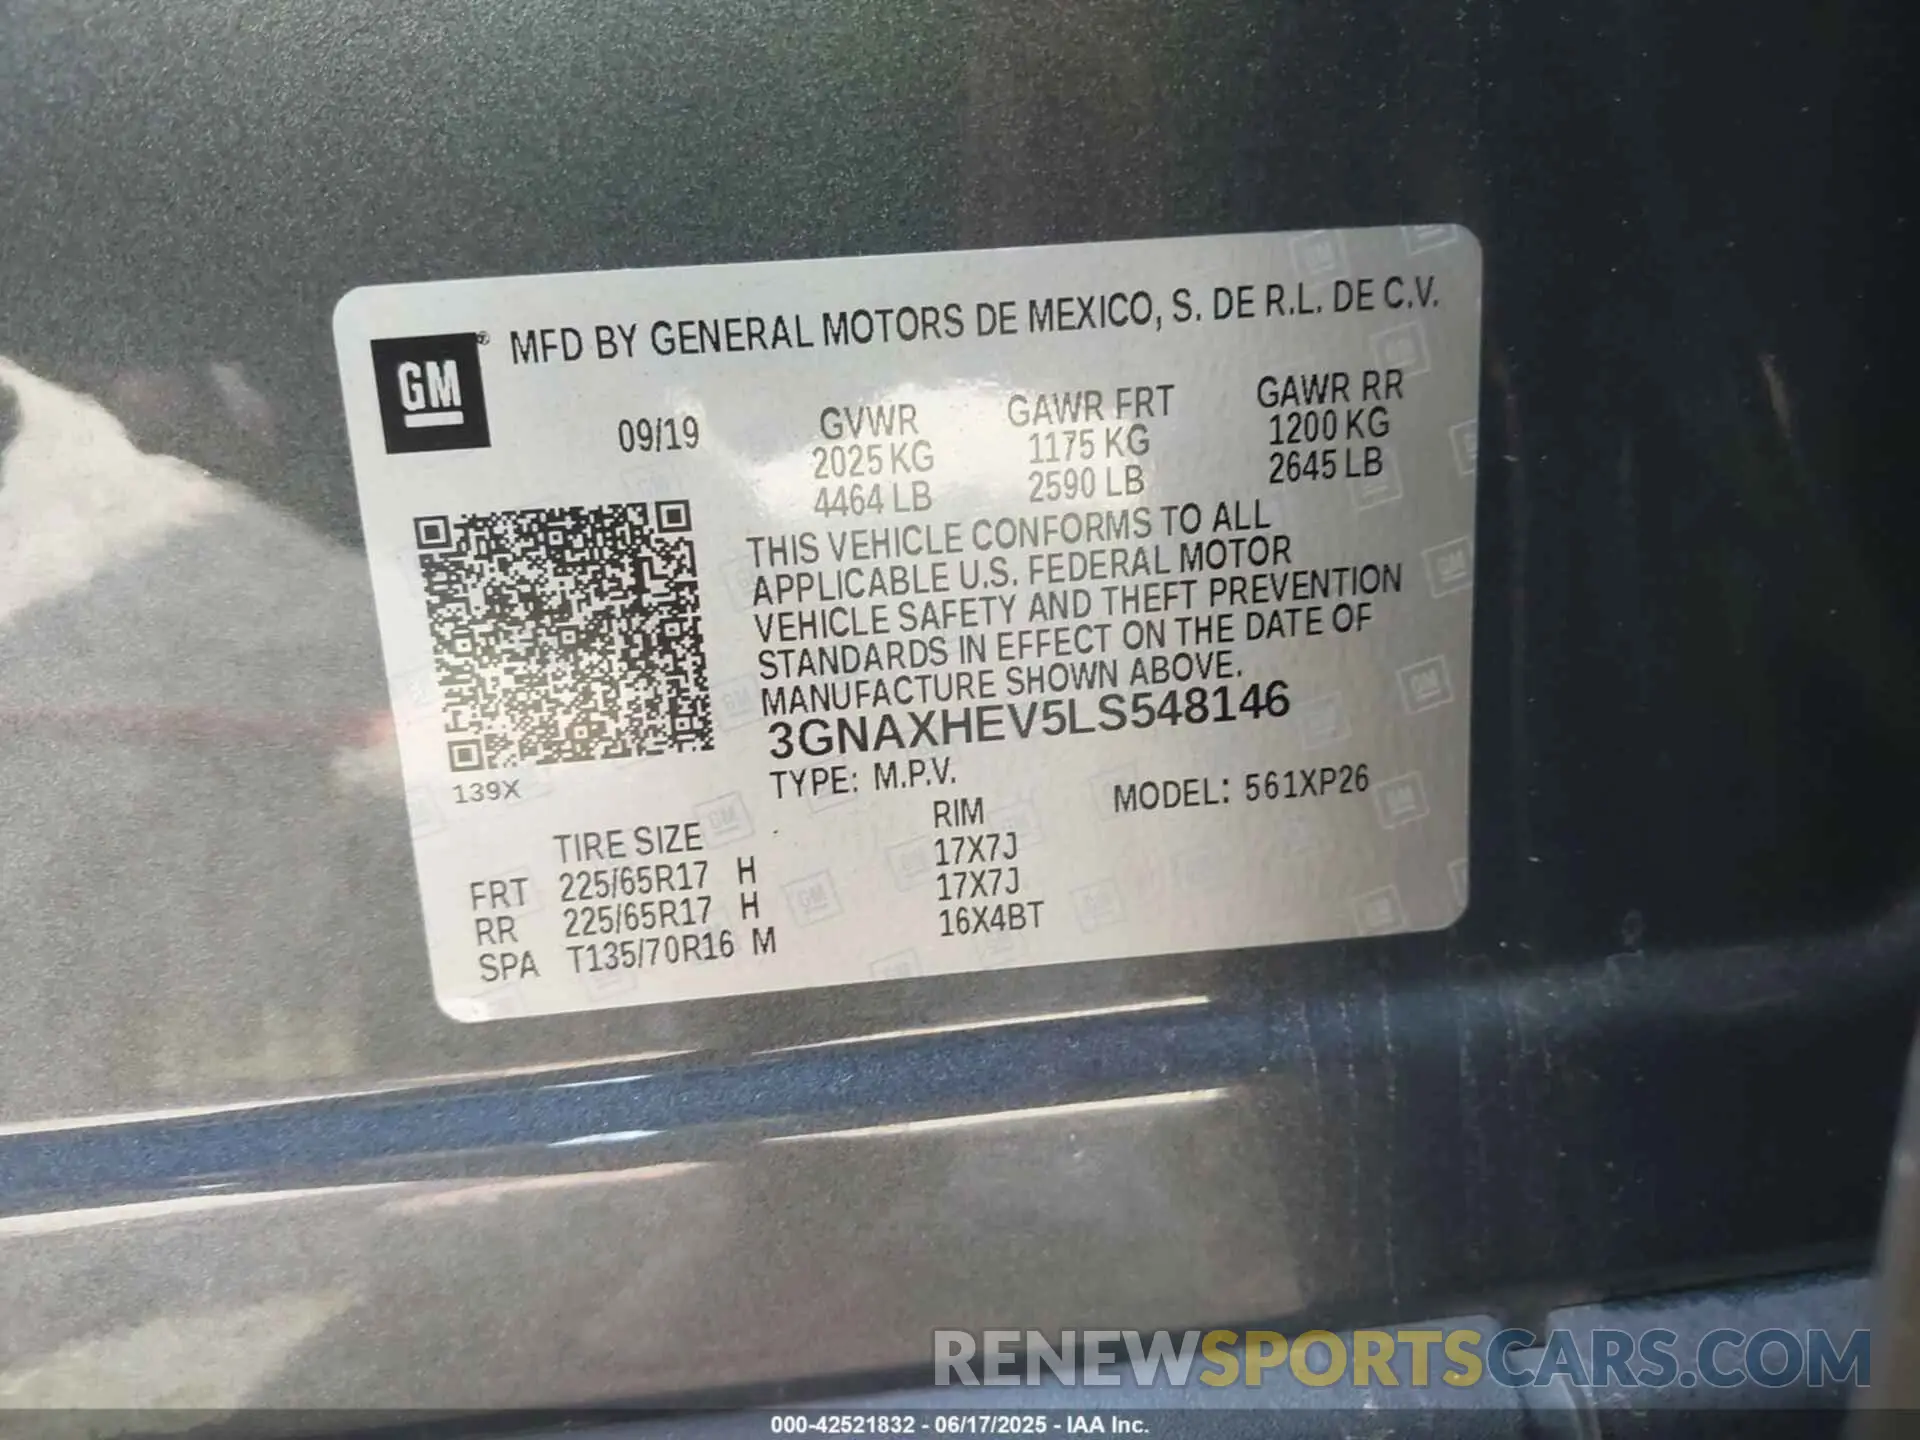 GM® MFD BY GENERAL MOTORS DE MEXICO, S. DE R.L. DE C.V.
09/19 GVWR GAWR FRT GAWR RR
2025 KG 1175 KG 1200 KG
4464 LB 2590 LB 2645 LB
THIS VEHICLE CONFORMS TO ALL
APPLICABLE U.S. FEDERAL MOTOR
VEHICLE SAFETY AND THEFT PREVENTION
STANDARDS IN EFFECT ON THE DATE OF
MANUFACTURE SHOWN ABOVE.
3GNAXHEV5LS548146
139X
TYPE: M.P.V. MODEL: 561XP26
TIRE SIZE RIM
FRT 225/65R17 H 17X7J
RR 225/65R17 H 17X7J
SPA T135/70R16 M 16X4BT
RENEWSPORTSCARS.COM
000-42521832 - 06/17/2025 - IAA Inc.